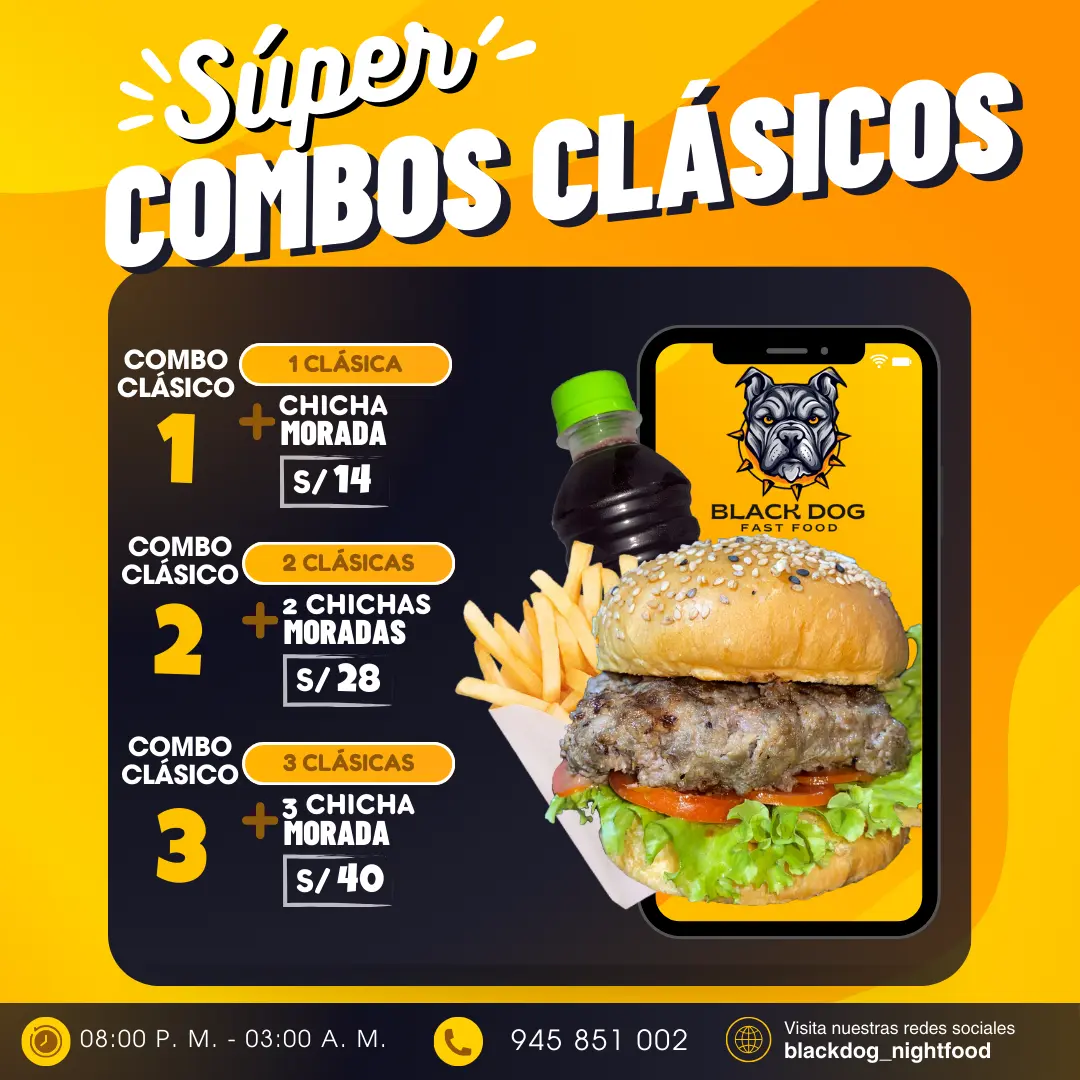 Súper
COMBOS CLÁSICOS
COMBO
CLÁSICO
1
1 CLÁSICA
+ CHICHA
MORADA
S/ 14
COMBO
CLÁSICO
2
2 CLÁSICAS
+ 2 CHICHAS
MORADAS
S/ 28
COMBO
CLÁSICO
3
3 CLÁSICAS
+ 3 CHICHA
MORADA
S/ 40
BLACK DOG
FAST FOOD
08:00 P. M. - 03:00 A. M.
945 851 002
Visita nuestras redes sociales
blackdog_nightfood